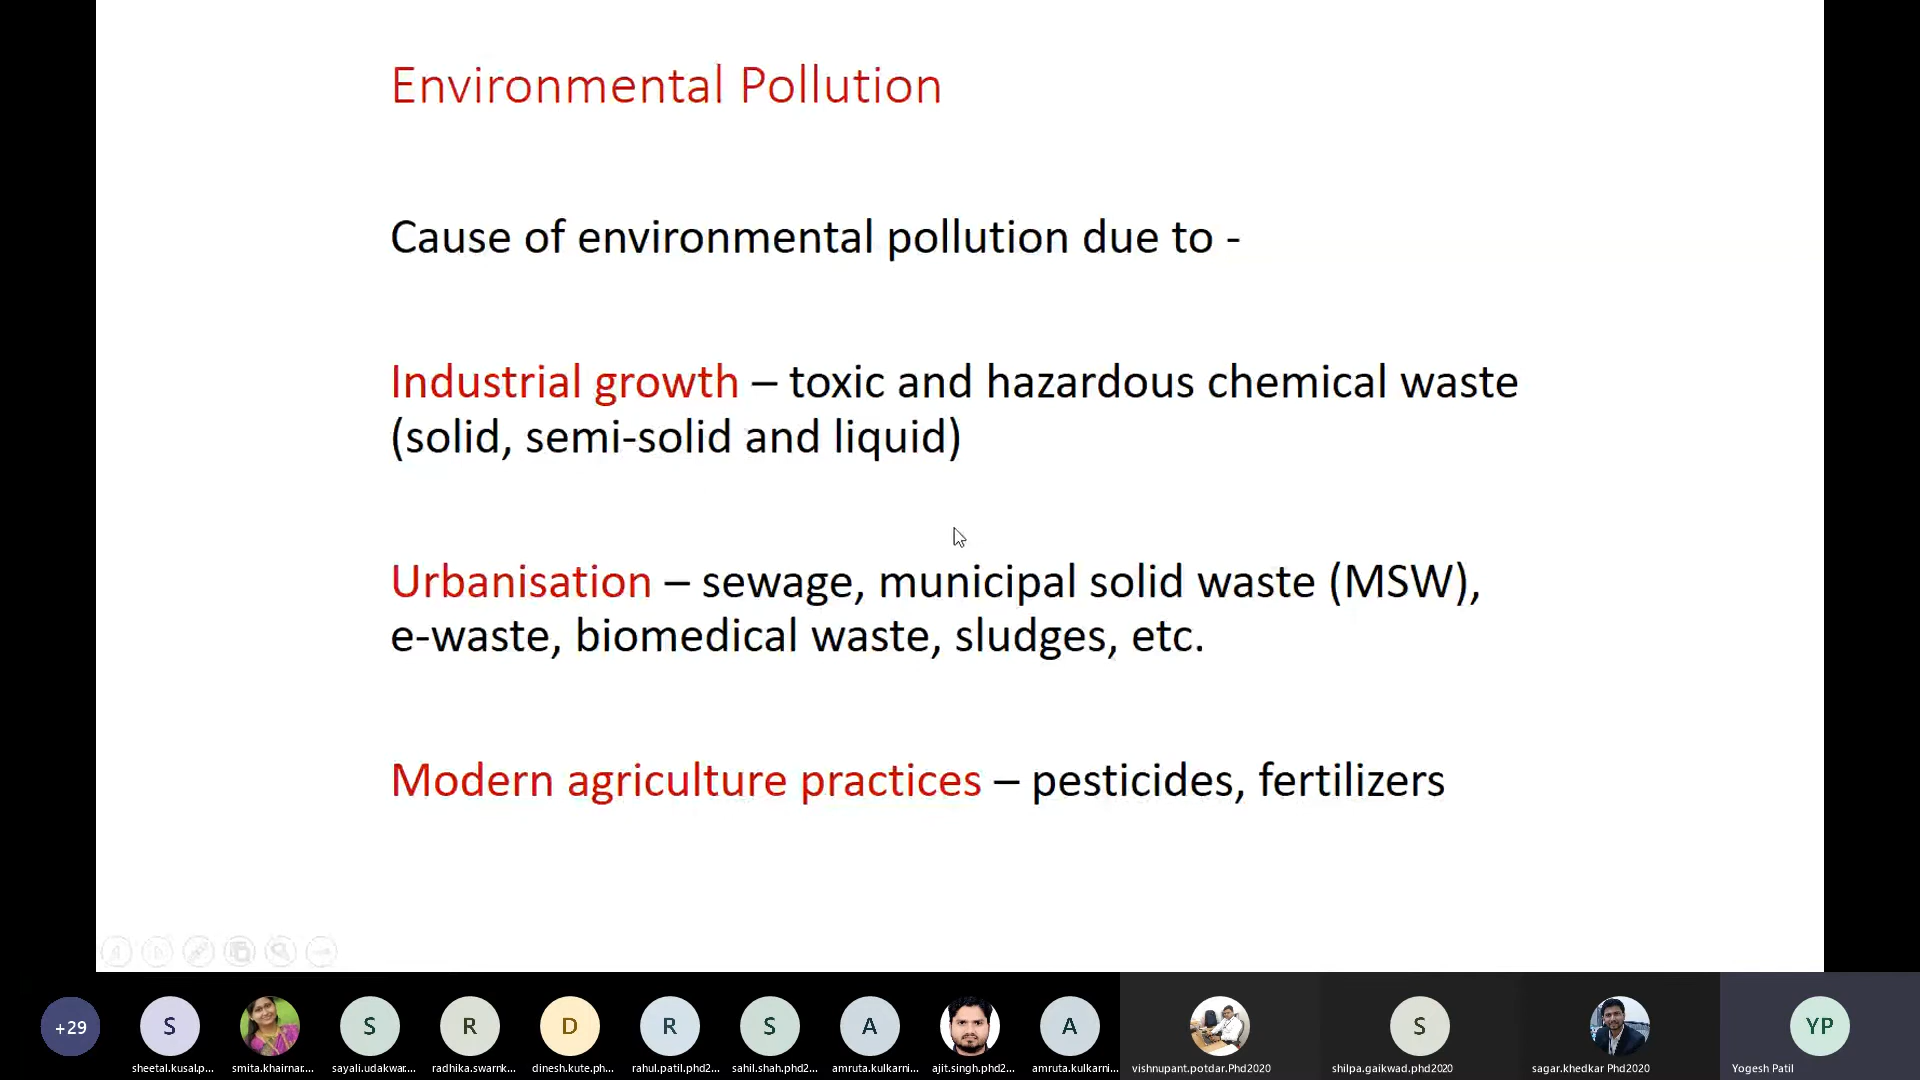 Environmental Pollution
Cause of environmental pollution due to -
Industrial growth – toxic and hazardous chemical waste
(solid, semi-solid and liquid)
Urbanisation – sewage, municipal solid waste (MSW),
e-waste, biomedical waste, sludges, etc.
Modern agriculture practices – pesticides, fertilizers
+29 S S R D R S A A S YP
sheetal.kusal.p... smita.khairnar.... sayali.udakwar.... radhika.swarnk... dinesh.kute.ph... rahul.patil.phd2... sahil.shah.phd2... amruta.kulkarni... ajit.singh.phd2... amruta.kulkarni... vishnupant.potdar.Phd2020 shilpa.gaikwad.phd2020 sagar.khedkar Phd2020 Yogesh Patil